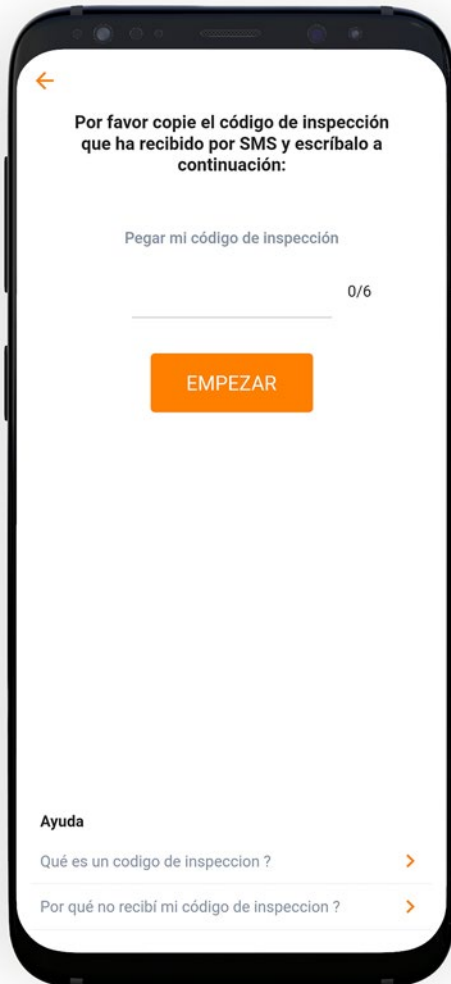 Por favor copie el código de inspección
que ha recibido por SMS y escríbalo a
continuación:
Pegar mi código de inspección
0/6
EMPEZAR
Ayuda
Qué es un codigo de inspeccion ?
Por qué no recibí mi código de inspeccion ?